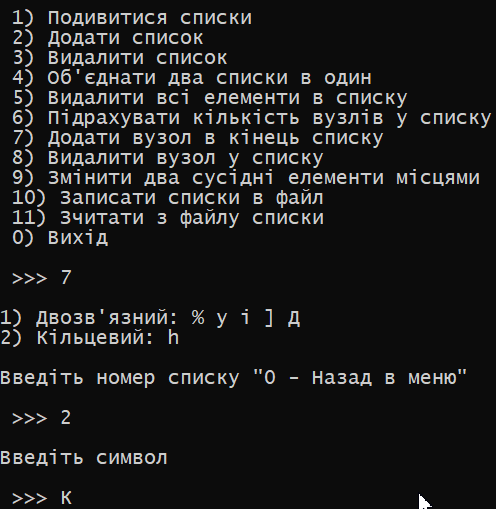 1) Подивитися списки
2) Додати список
3) Видалити список
4) Об'єднати два списки в один
5) Видалити всі елементи в списку
6) Підрахувати кількість вузлів у списку
7) Додати вузол в кінець списку
8) Видалити вузол у списку
9) Змінити два сусідні елементи місцями
10) Записати списки в файл
11) Зчитати з файлу списки
0) Вихід
>>> 7
1) Двозв'язний: % у і ] Д
2) Кільцевий: h
Введіть номер списку "0 - Назад в меню"
>>> 2
Введіть символ
>>> К